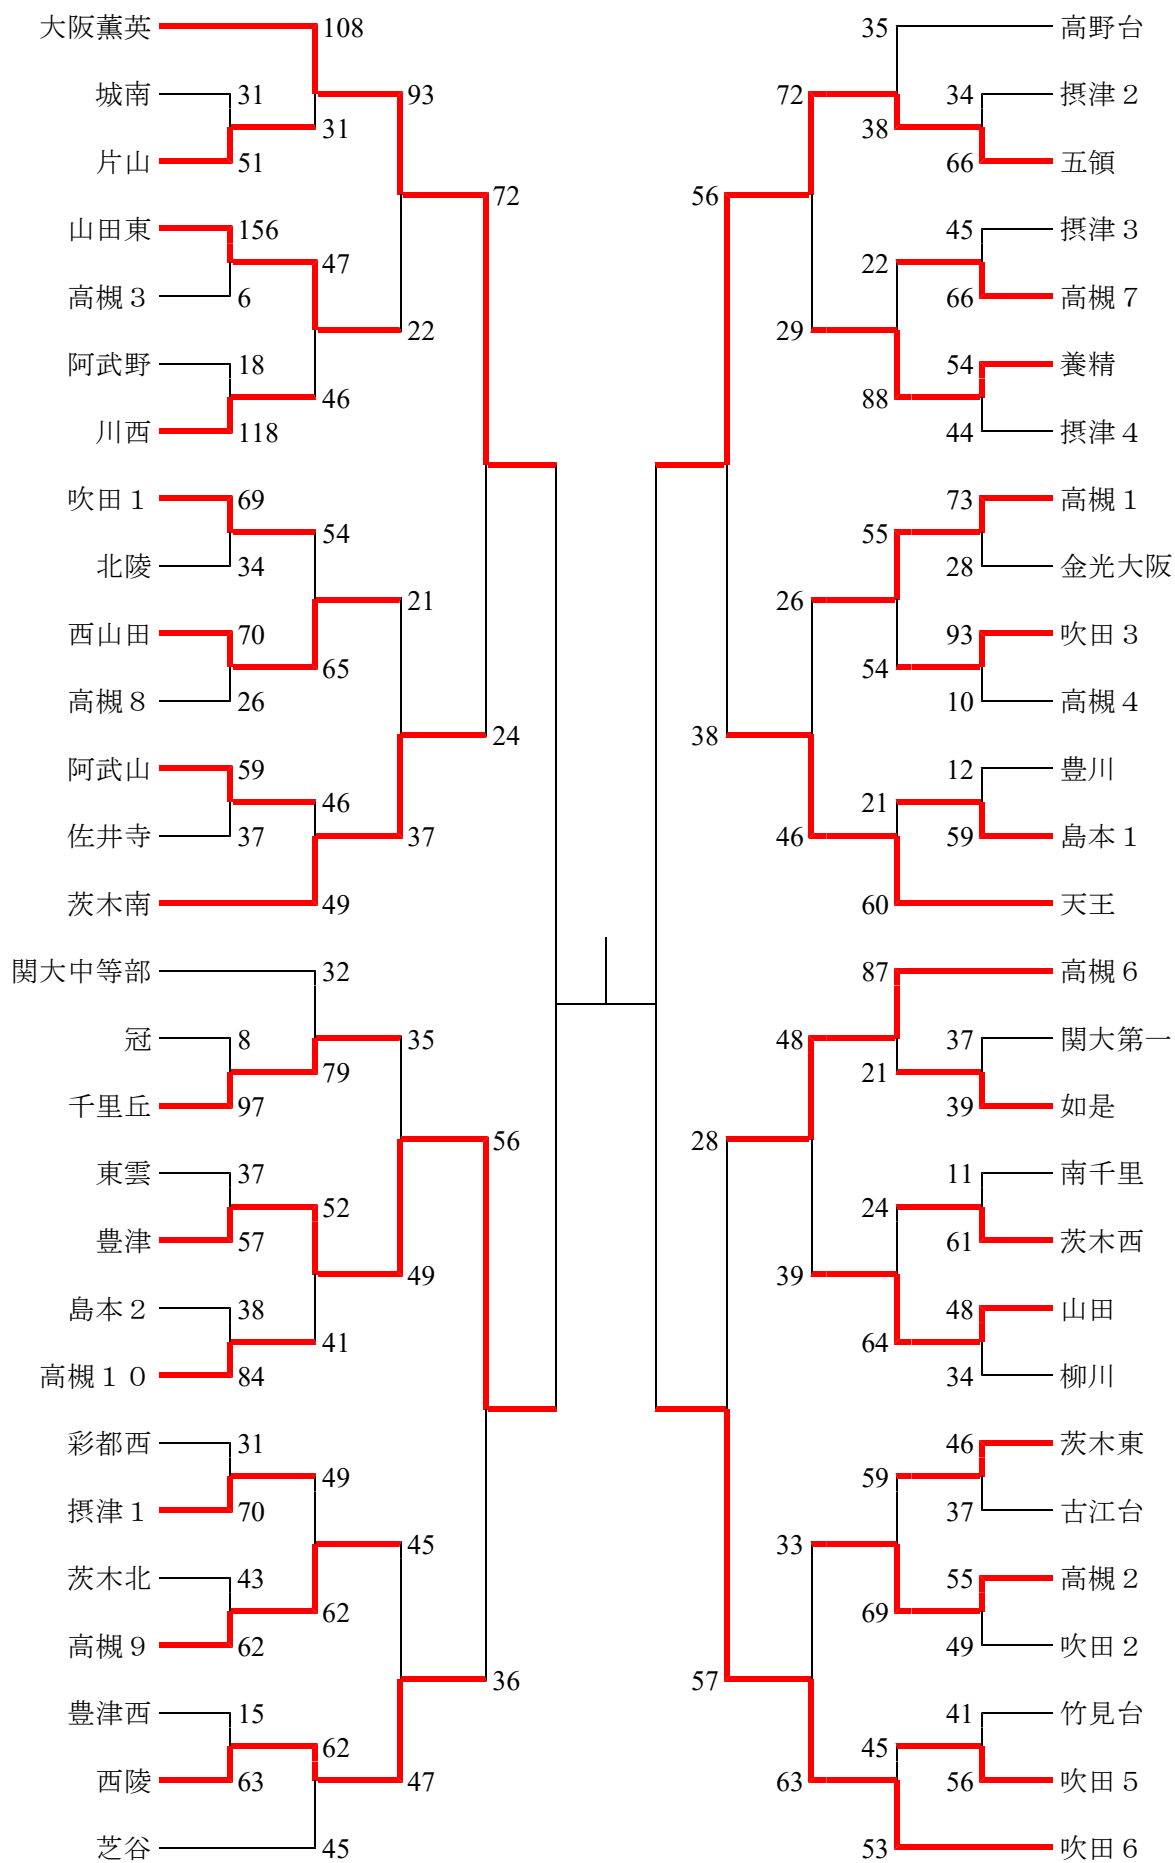 大阪薫英 108 35 高野台
城南 31 93 72 34 摂津２
31 38
片山 51 66 五領
72 56
山田東 156 45 摂津３
47 22
高槻３ 6 66 高槻７
22 29
阿武野 18 54 養精
46 88
川西 118 44 摂津４
吹田１ 69 73 高槻１
54 55
北陵 34 28 金光大阪
21 26
西山田 70 93 吹田３
65 54
高槻８ 26 10 高槻４
24 38
阿武山 59 12 豊川
46 21
佐井寺 37 37 46 59 島本１
茨木南 49 60 天王
関大中等部 32 87 高槻６
冠 8 35 48 37 関大第一
79 21
千里丘 97 39 如是
56 28
東雲 37 11 南千里
52 24
豊津 57 61 茨木西
49 39
島本２ 38 48 山田
41 64
高槻１０ 84 34 柳川
彩都西 31 46 茨木東
49 59
摂津１ 70 37 古江台
45 33
茨木北 43 55 高槻２
62 69
高槻９ 62 49 吹田２
36 57
豊津西 15 41 竹見台
62 45
西陵 63 47 63 56 吹田５
芝谷 45 53 吹田６